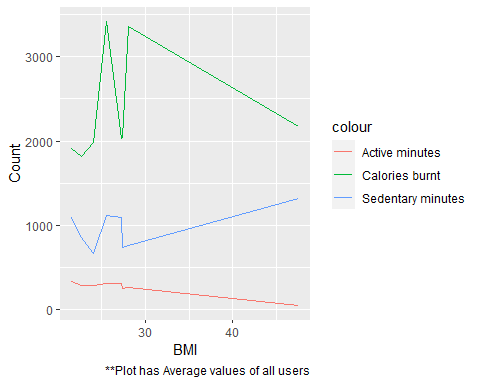 3000
2000
1000
0
Count
30
40
BMI
**Plot has Average values of all users
colour
Active minutes
Calories burnt
Sedentary minutes